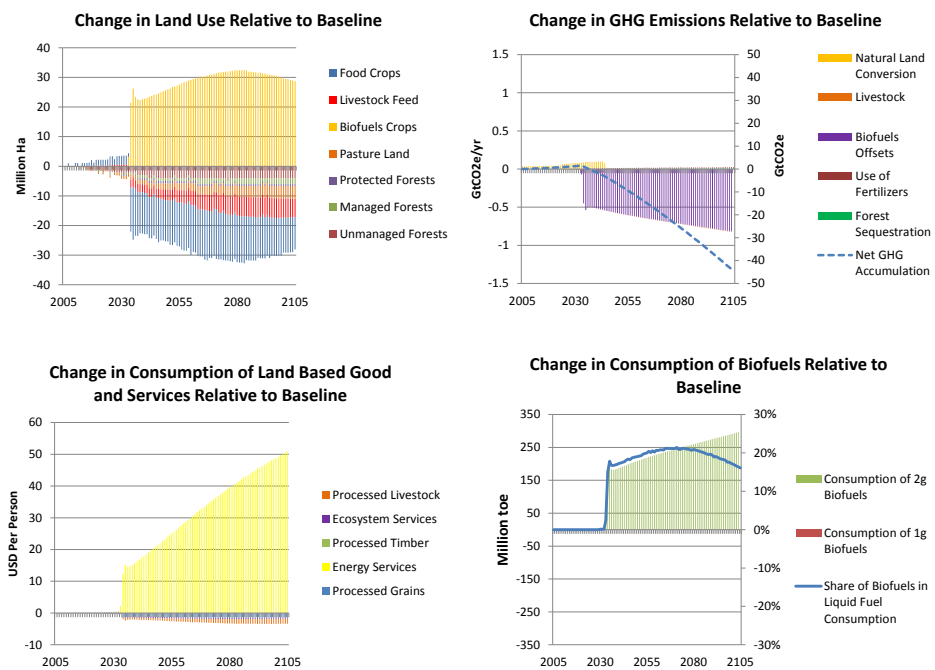 Change in Land Use Relative to Baseline
40
30
20
10
0
-10
-20
-30
-40
Million Ha
2005 2030 2055 2080 2105
Food Crops
Livestock Feed
Biofuels Crops
Pasture Land
Protected Forests
Managed Forests
Unmanaged Forests
Change in GHG Emissions Relative to Baseline
1.5
1
0.5
0
-0.5
-1
-1.5
GtCO2e/yr
50
40
30
20
10
0
-10
-20
-30
-40
-50
GtCO2e
2005 2030 2055 2080 2105
Natural Land
Conversion
Livestock
Biofuels
Offsets
Use of
Fertilizers
Forest
Sequestration
Net GHG
Accumulation
Change in Consumption of Land Based Good
and Services Relative to Baseline
60
50
40
30
20
10
0
-10
USD Per Person
2005 2030 2055 2080 2105
Processed Livestock
Ecosystem Services
Processed Timber
Energy Services
Processed Grains
Change in Consumption of Biofuels Relative to
Baseline
350
250
150
50
-50
-150
-250
-350
Million toe
30%
20%
10%
0%
-10%
-20%
-30%
2005 2030 2055 2080 2105
Consumption of 2g
Biofuels
Consumption of 1g
Biofuels
Share of Biofuels in
Liquid Fuel
Consumption